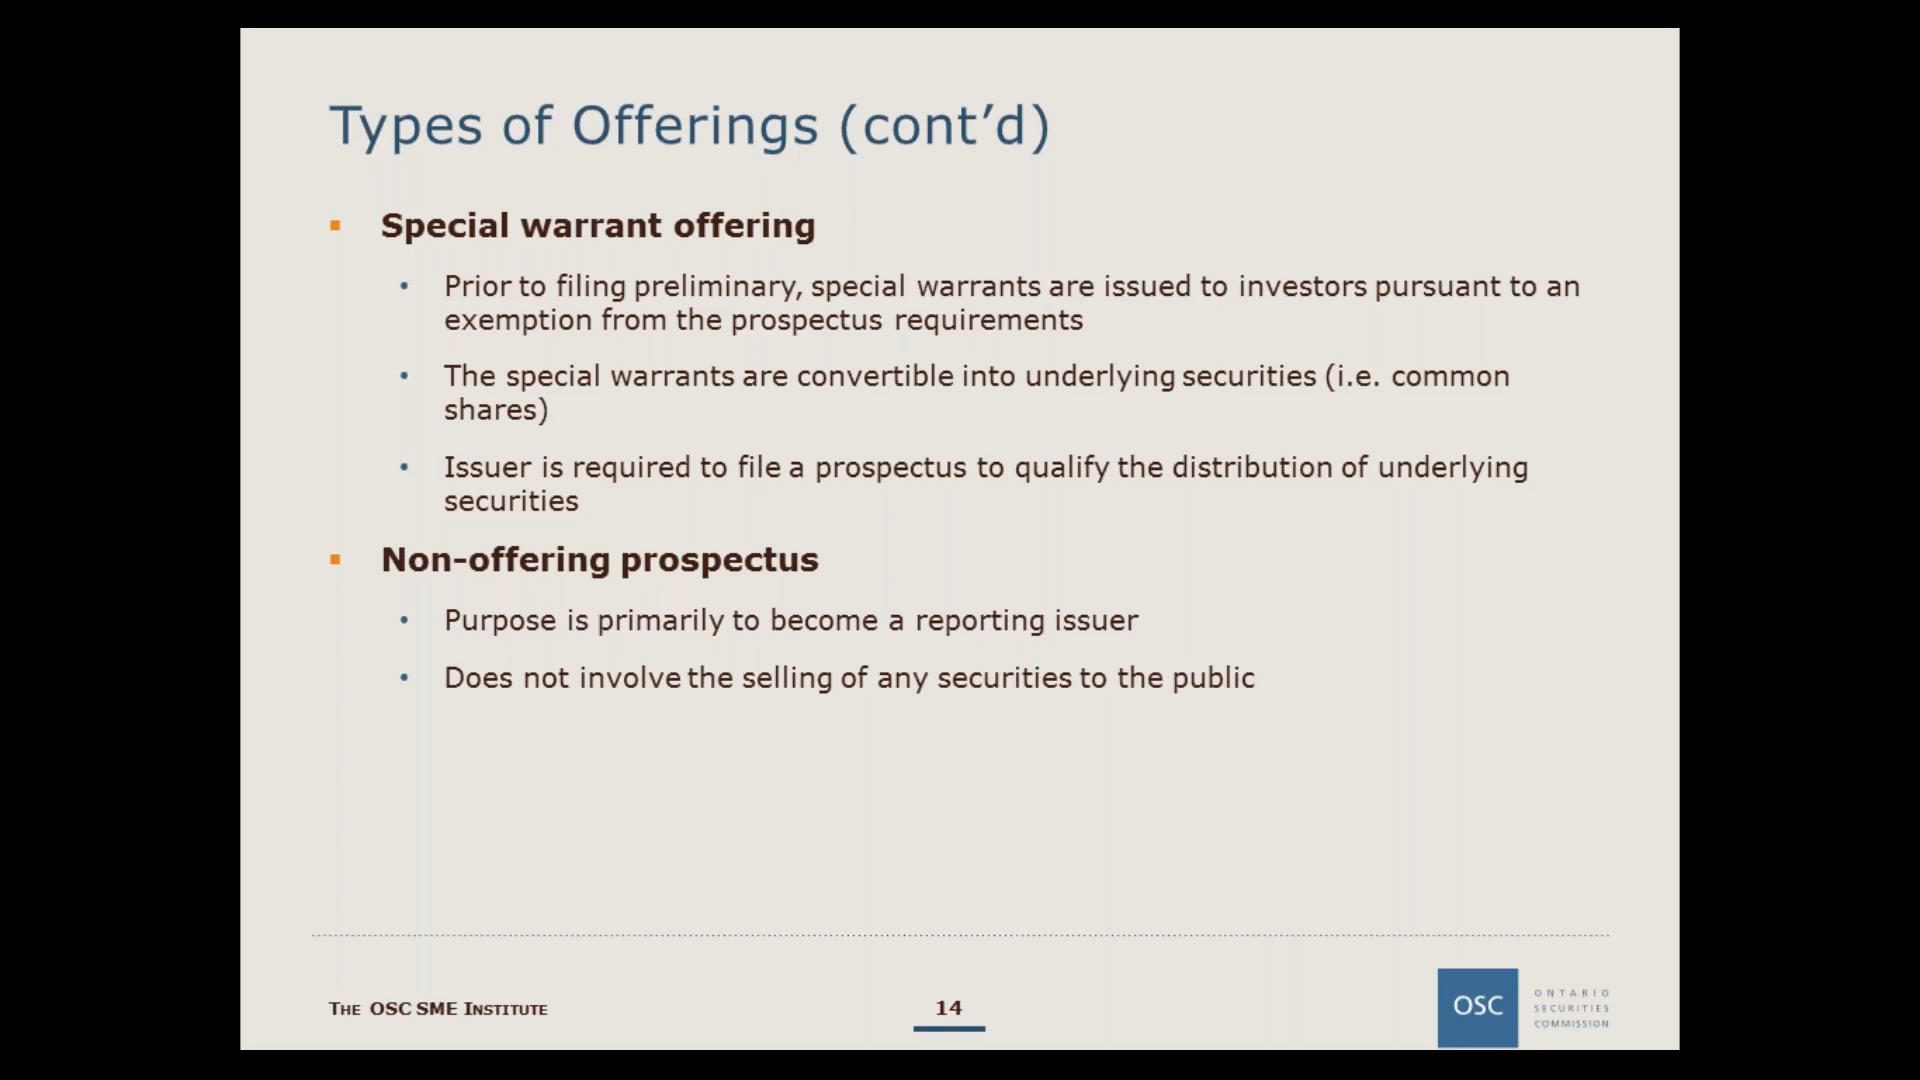 Types of Offerings (cont’d)
▪ Special warrant offering
• Prior to filing preliminary, special warrants are issued to investors pursuant to an
exemption from the prospectus requirements
• The special warrants are convertible into underlying securities (i.e. common
shares)
• Issuer is required to file a prospectus to qualify the distribution of underlying
securities
▪ Non-offering prospectus
• Purpose is primarily to become a reporting issuer
• Does not involve the selling of any securities to the public
THE OSC SME INSTITUTE
14
OSC
ONTARIO
SECURITIES
COMMISSION